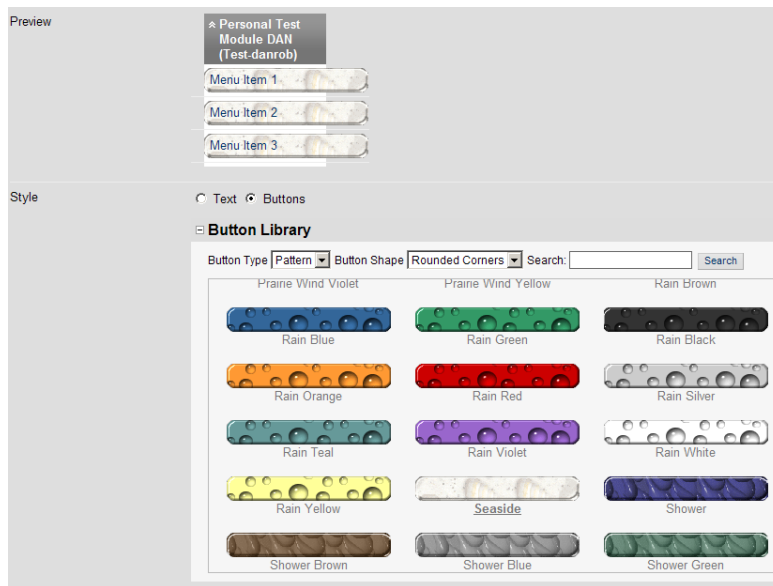 Preview
Personal Test
Module DAN
(Test-danrob)
Menu Item 1
Menu Item 2
Menu Item 3
Style
Text Buttons
Button Library
Button Type Pattern Button Shape Rounded Corners Search: Search
Prairie Wind Violet Prairie Wind Yellow Rain Brown
Rain Blue Rain Green Rain Black
Rain Orange Rain Red Rain Silver
Rain Teal Rain Violet Rain White
Rain Yellow Seaside Shower
Shower Brown Shower Blue Shower Green